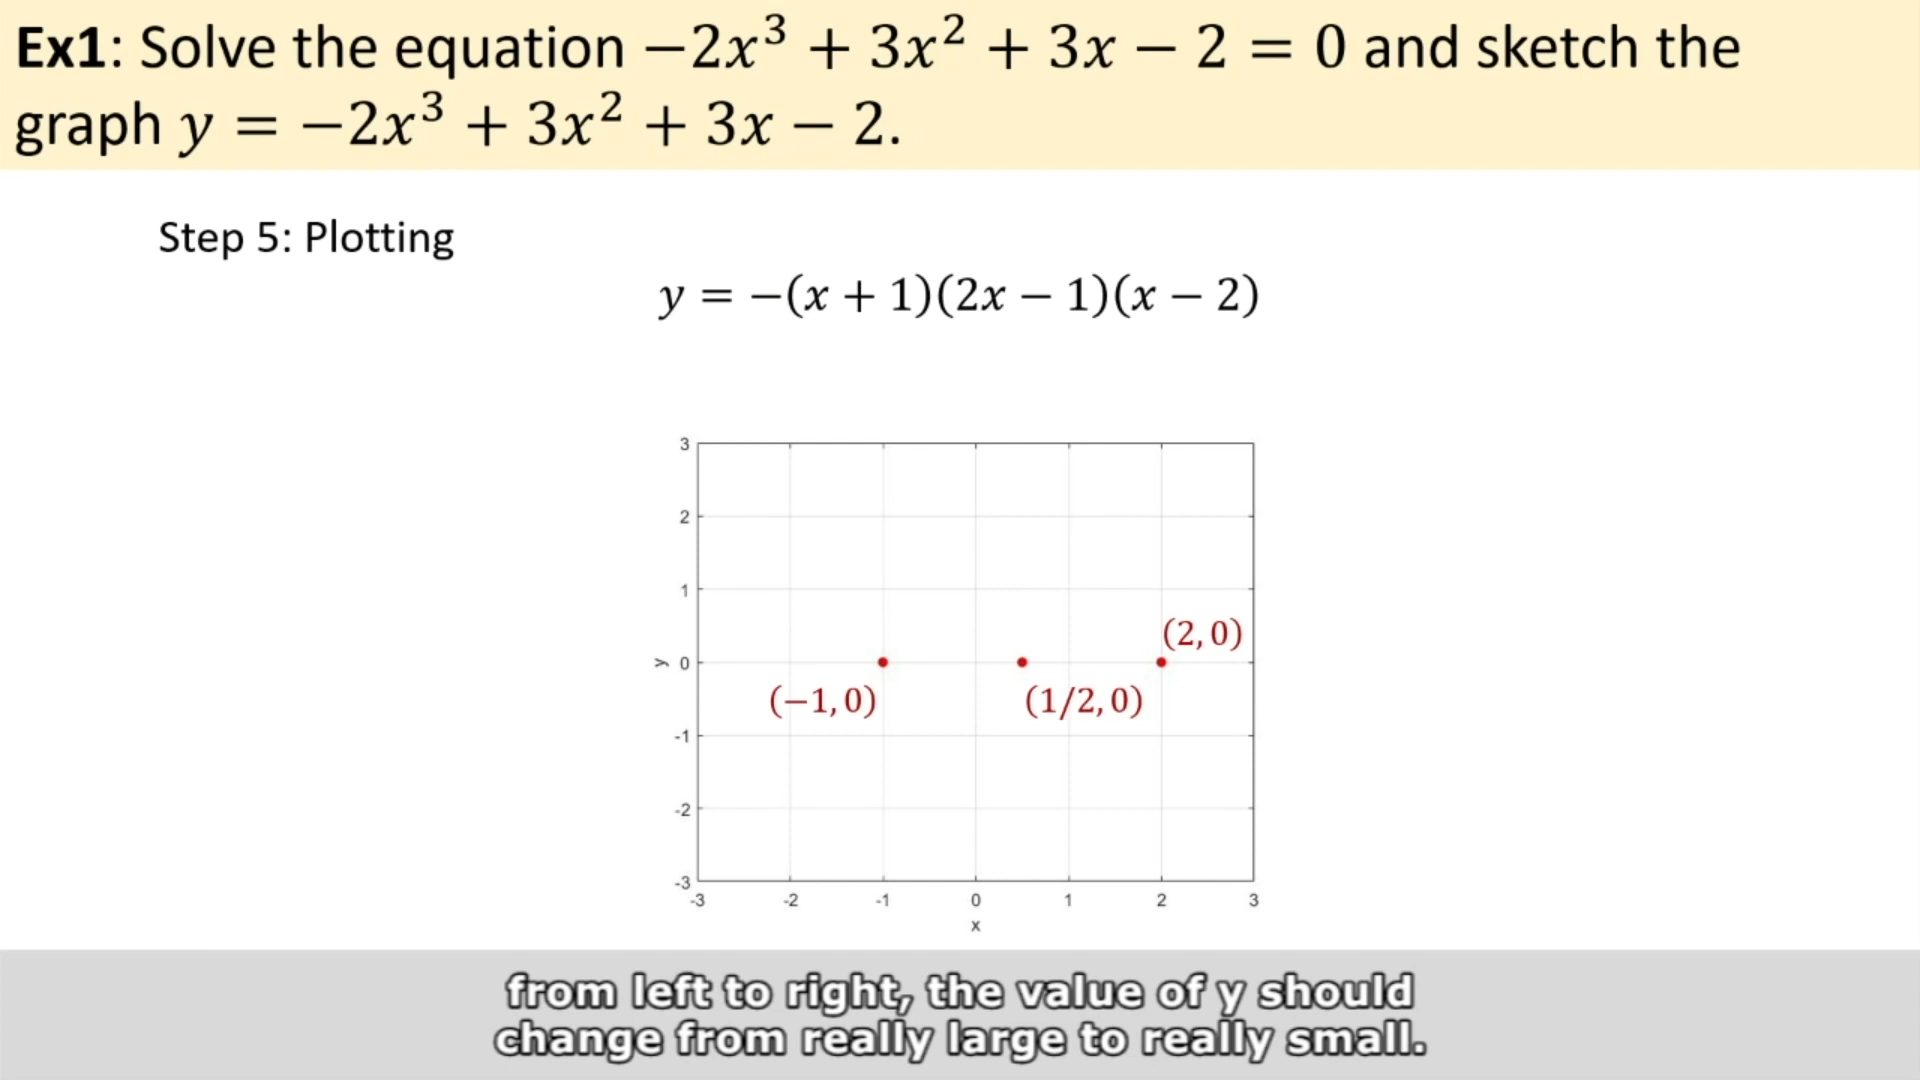 Ex1: Solve the equation −2x³ + 3x² + 3x − 2 = 0 and sketch the
graph y = −2x³ + 3x² + 3x − 2.
Step 5: Plotting
y = −(x + 1)(2x − 1)(x − 2)
3
2
1
(2, 0)
y 0
(−1, 0) (1/2, 0)
-1
-2
-3
-3 -2 -1 0 1 2 3
x
from left to right, the value of y should
change from really large to really small.